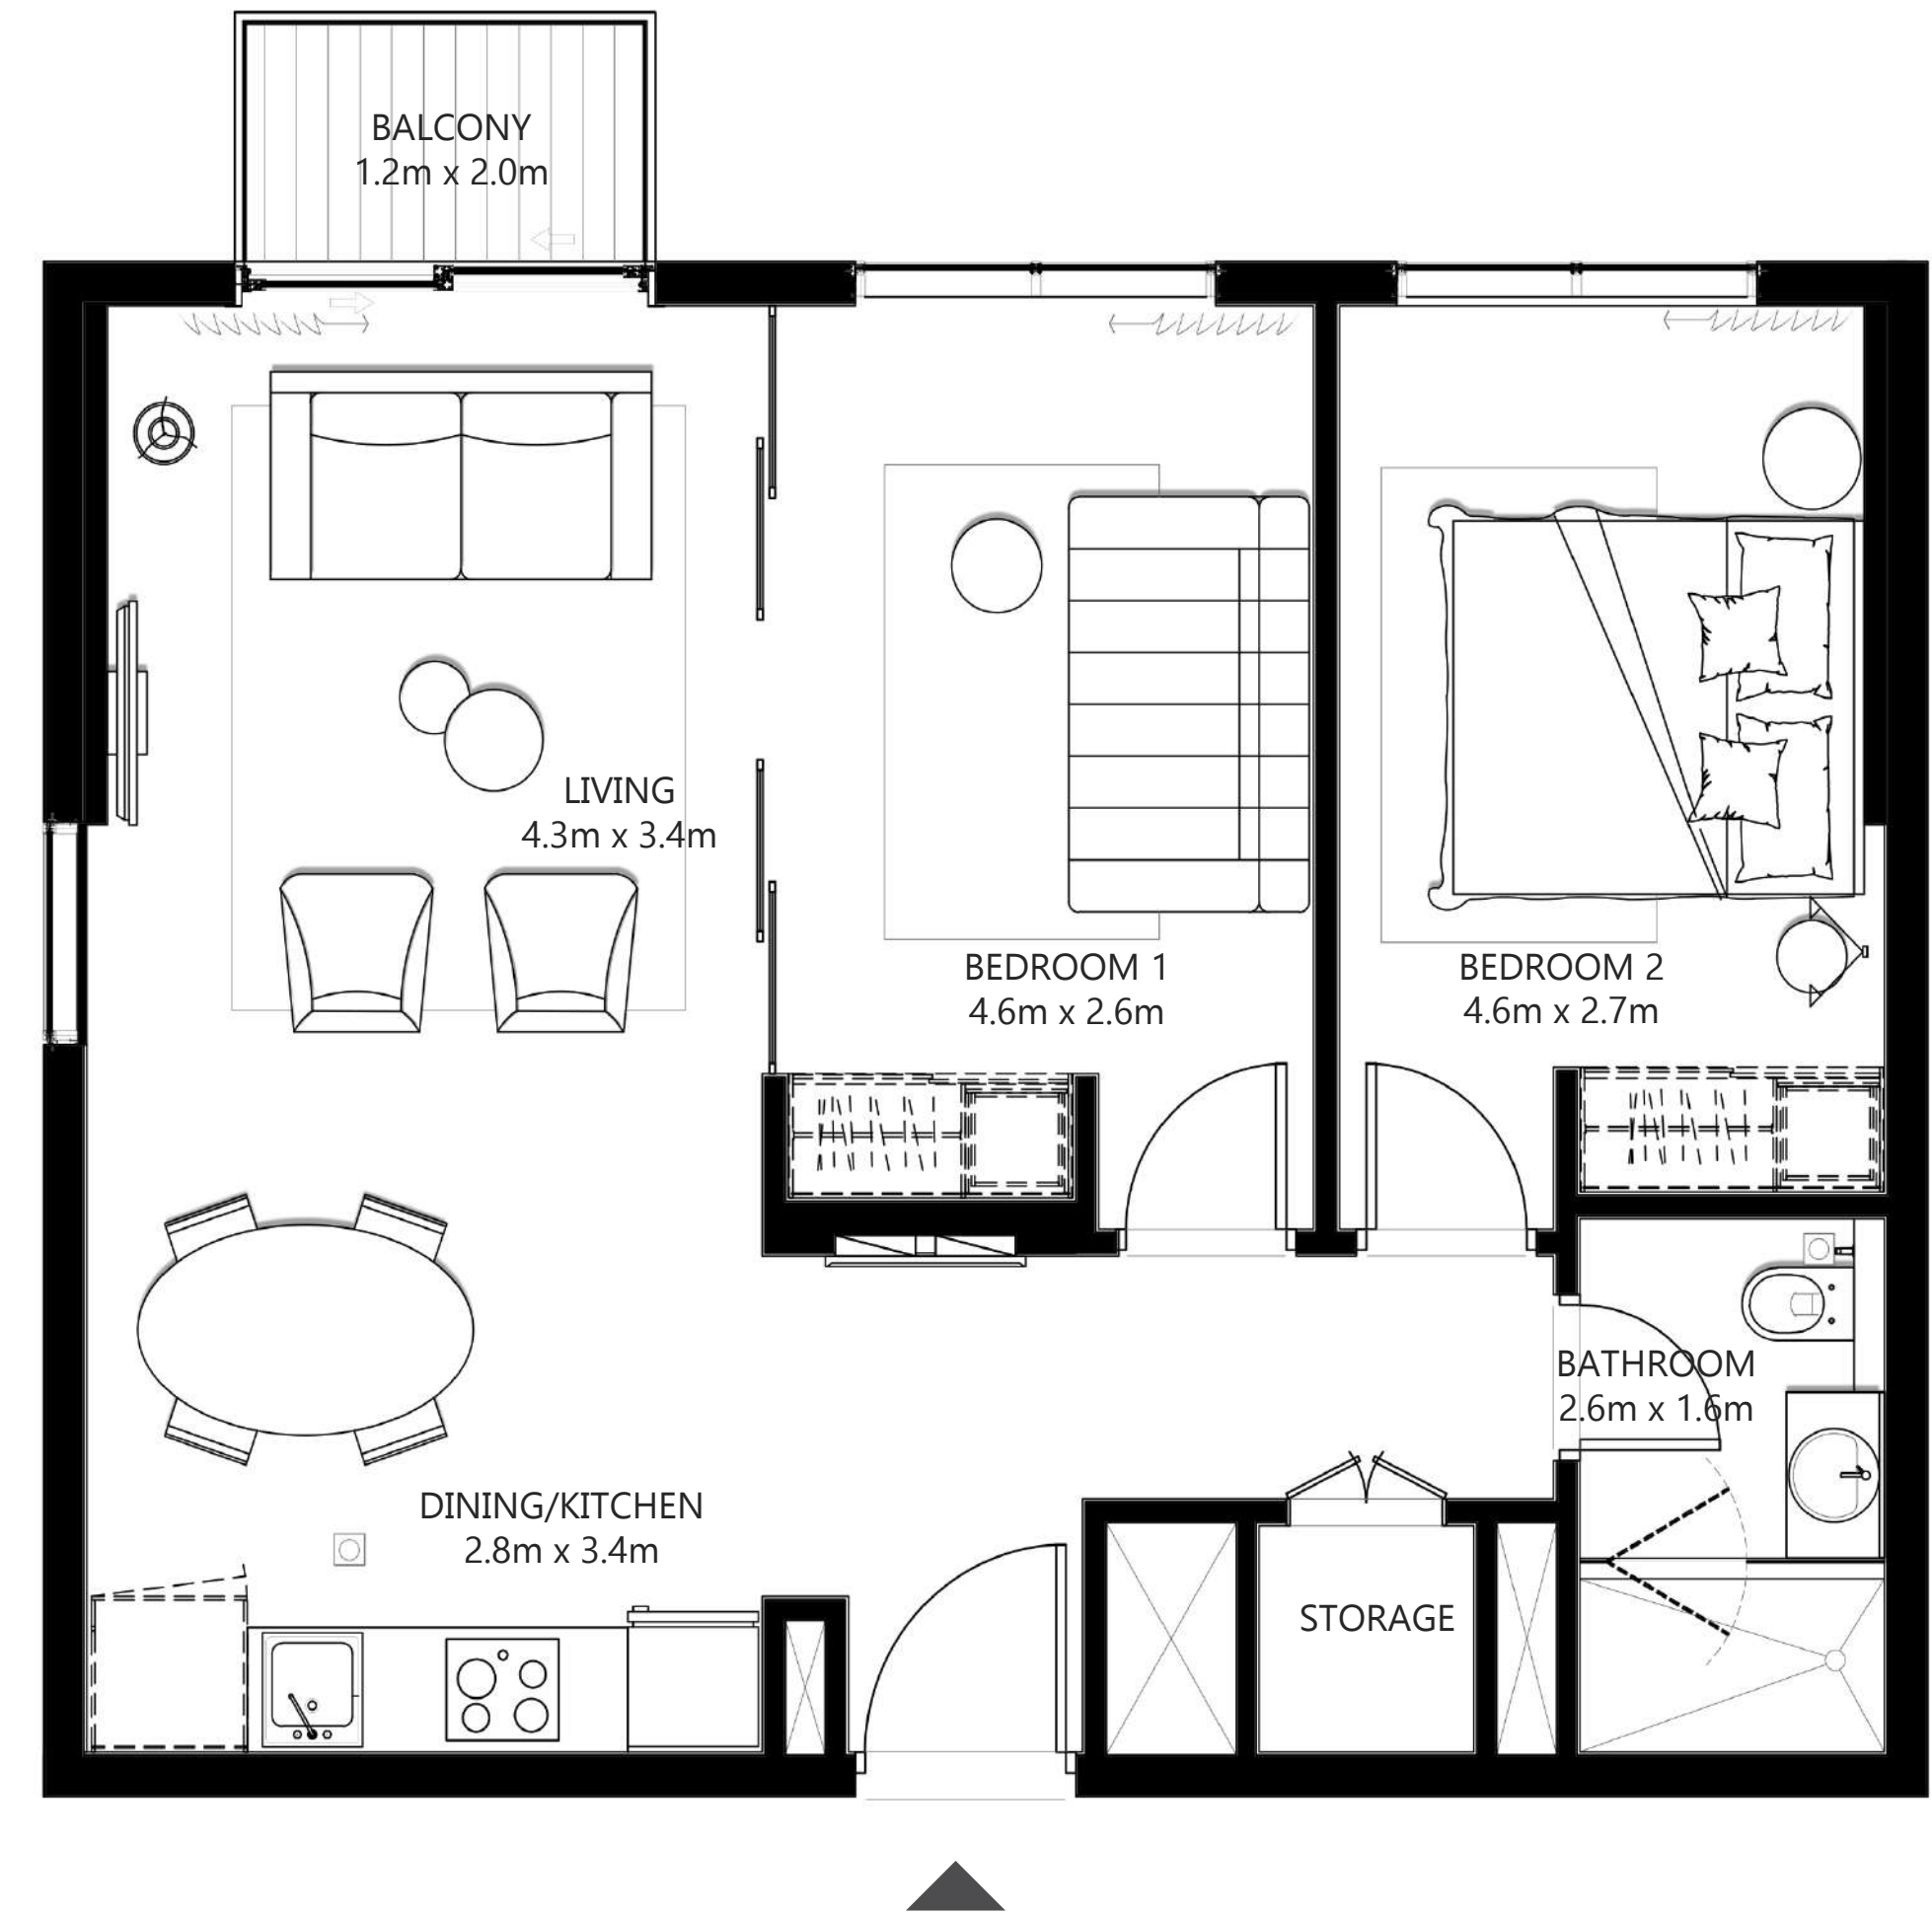 BALCONY
1.2m x 2.0m
LIVING
4.3m x 3.4m
BEDROOM 1
4.6m x 2.6m
BEDROOM 2
4.6m x 2.7m
BATHROOM
2.6m x 1.6m
DINING/KITCHEN
2.8m x 3.4m
STORAGE